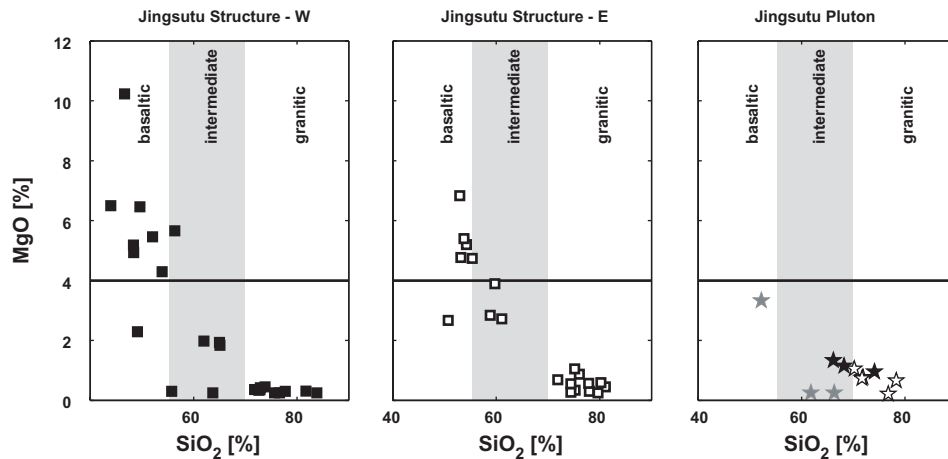 Jingsutu Structure - W
Jingsutu Structure - E
Jingsutu Pluton
12
10
8
6
4
2
0
MgO [%]
basaltic
intermediate
granitic
basaltic
intermediate
granitic
basaltic
intermediate
granitic
60
80
40
60
80
40
60
80
SiO2 [%]
SiO2 [%]
SiO2 [%]